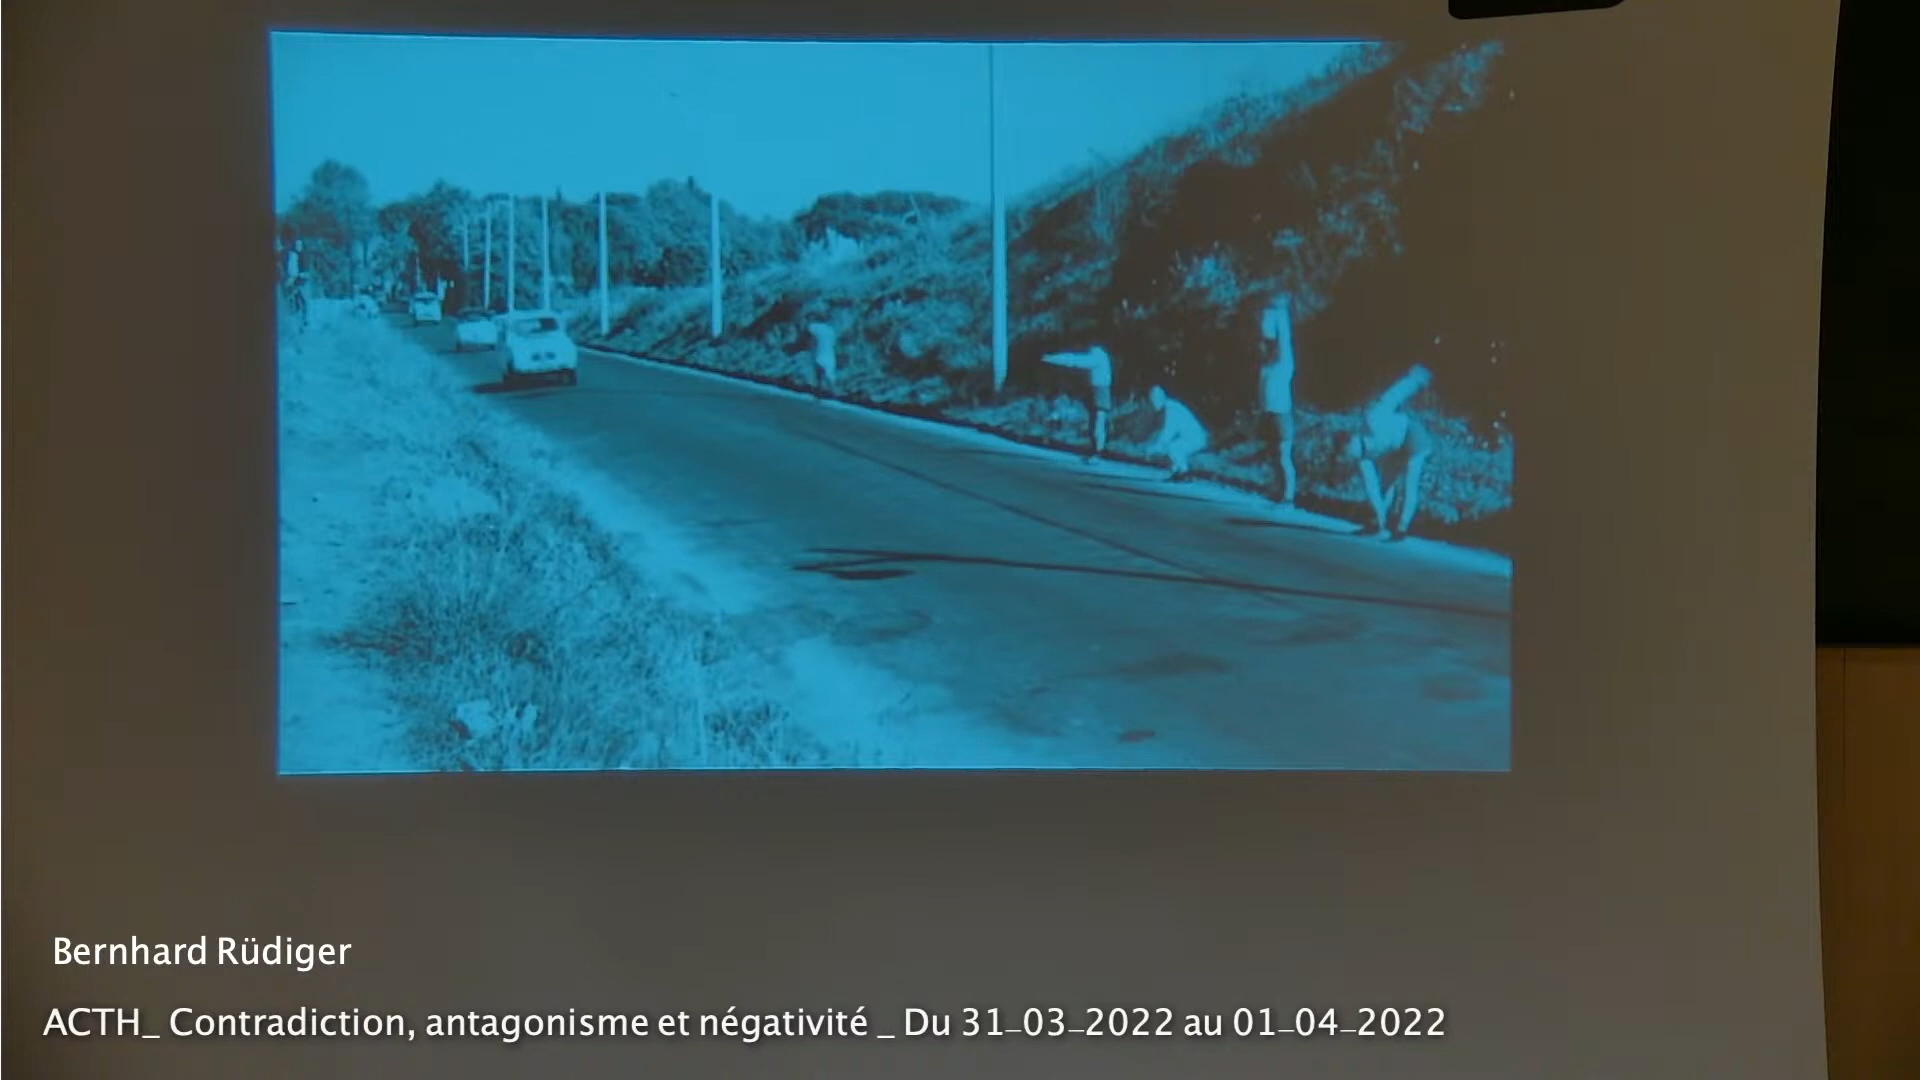 Bernhard Rüdiger
ACTH_ Contradiction, antagonisme et négativité _ Du 31-03-2022 au 01-04-2022